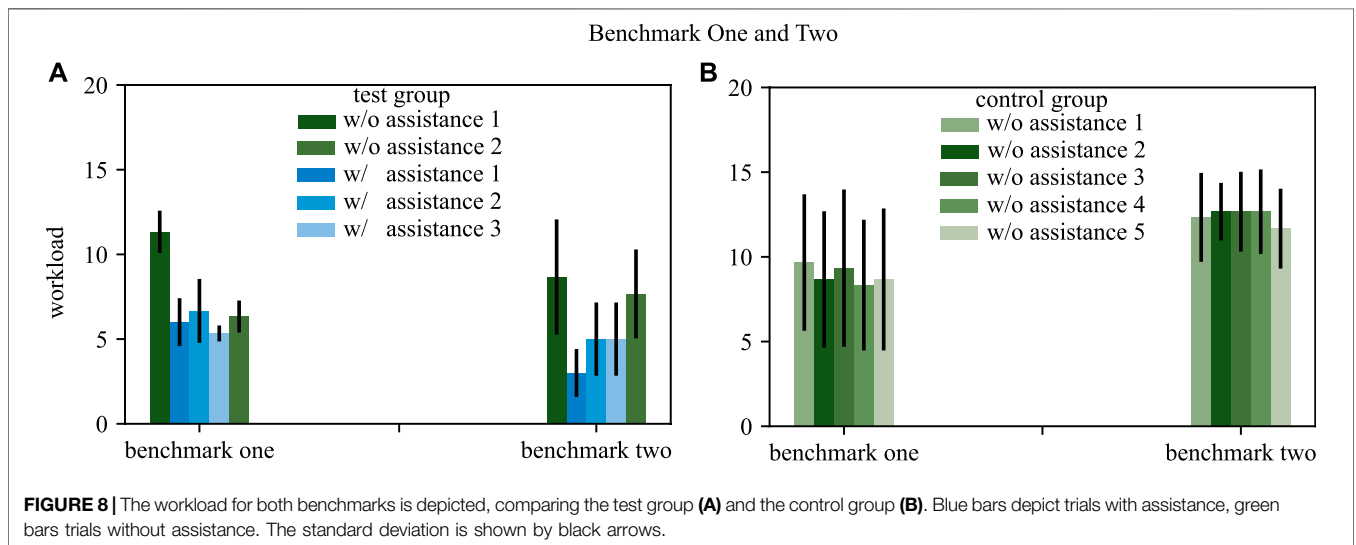 Benchmark One and Two
A
20
15
10
5
0
workload
test group
w/o assistance 1
w/o assistance 2
w/ assistance 1
w/ assistance 2
w/ assistance 3
benchmark one
benchmark two
B
20
15
10
5
0
control group
w/o assistance 1
w/o assistance 2
w/o assistance 3
w/o assistance 4
w/o assistance 5
benchmark one
benchmark two
FIGURE 8 | The workload for both benchmarks is depicted, comparing the test group (A) and the control group (B). Blue bars depict trials with assistance, green
bars trials without assistance. The standard deviation is shown by black arrows.